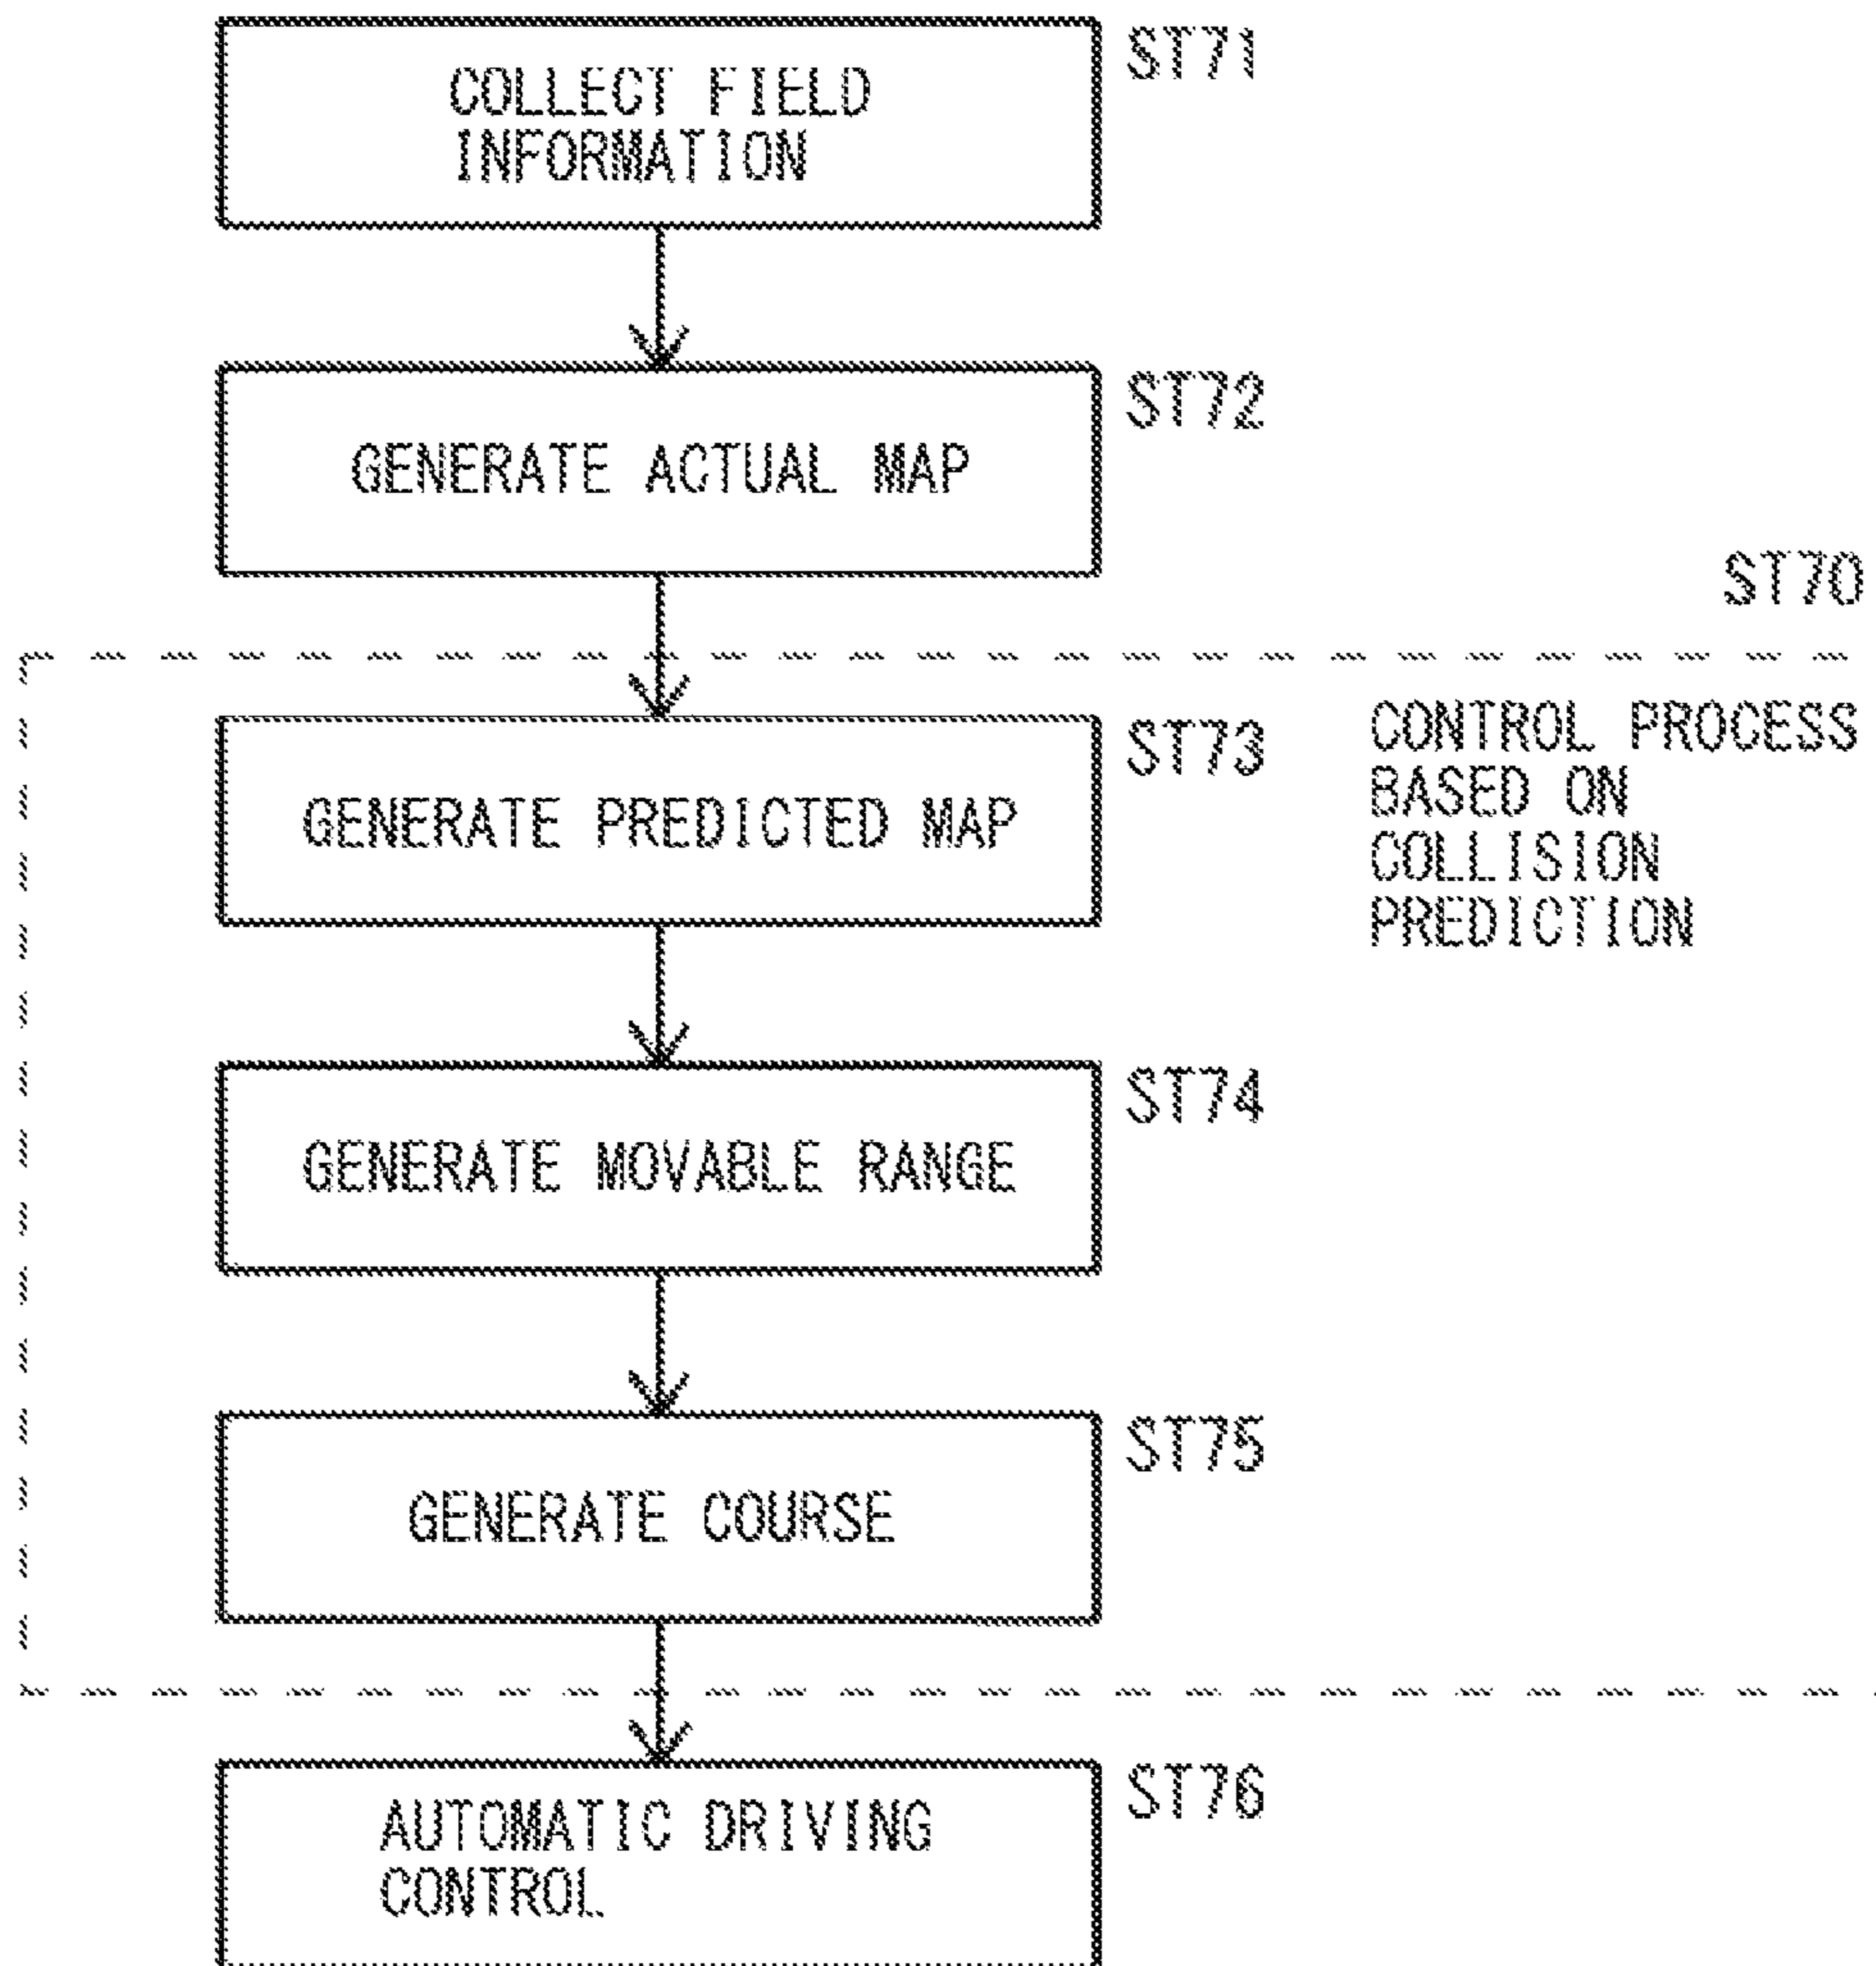 COLLECT FIELD
INFORMATION
ST71
GENERATE ACTUAL MAP
ST72
ST70
GENERATE PREDICTED MAP
ST73
CONTROL PROCESS
BASED ON
COLLISION
PREDICTION
GENERATE MOVABLE RANGE
ST74
GENERATE COURSE
ST75
AUTOMATIC DRIVING
CONTROL
ST76